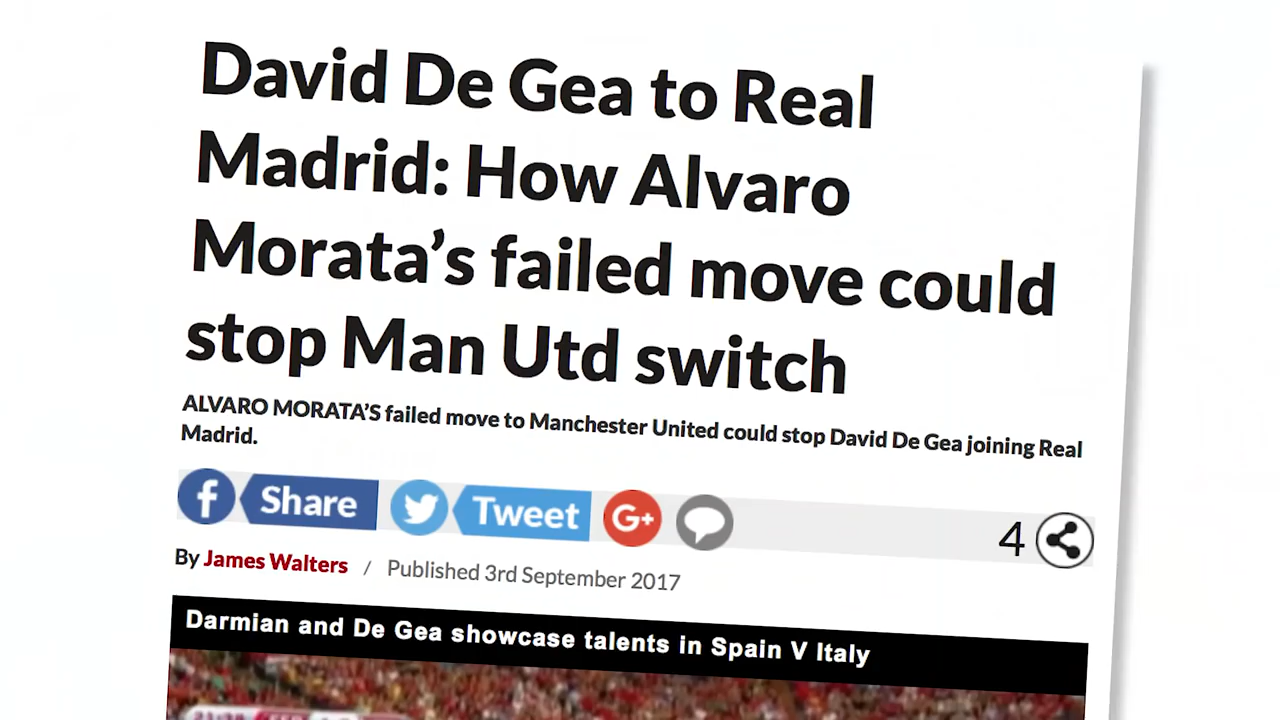 David De Gea to Real
Madrid: How Alvaro
Morata’s failed move could
stop Man Utd switch
ALVARO MORATA’S failed move to Manchester United could stop David De Gea joining Real
Madrid.
f Share Tweet G+ 4
By James Walters / Published 3rd September 2017
Darmian and De Gea showcase talents in Spain V Italy